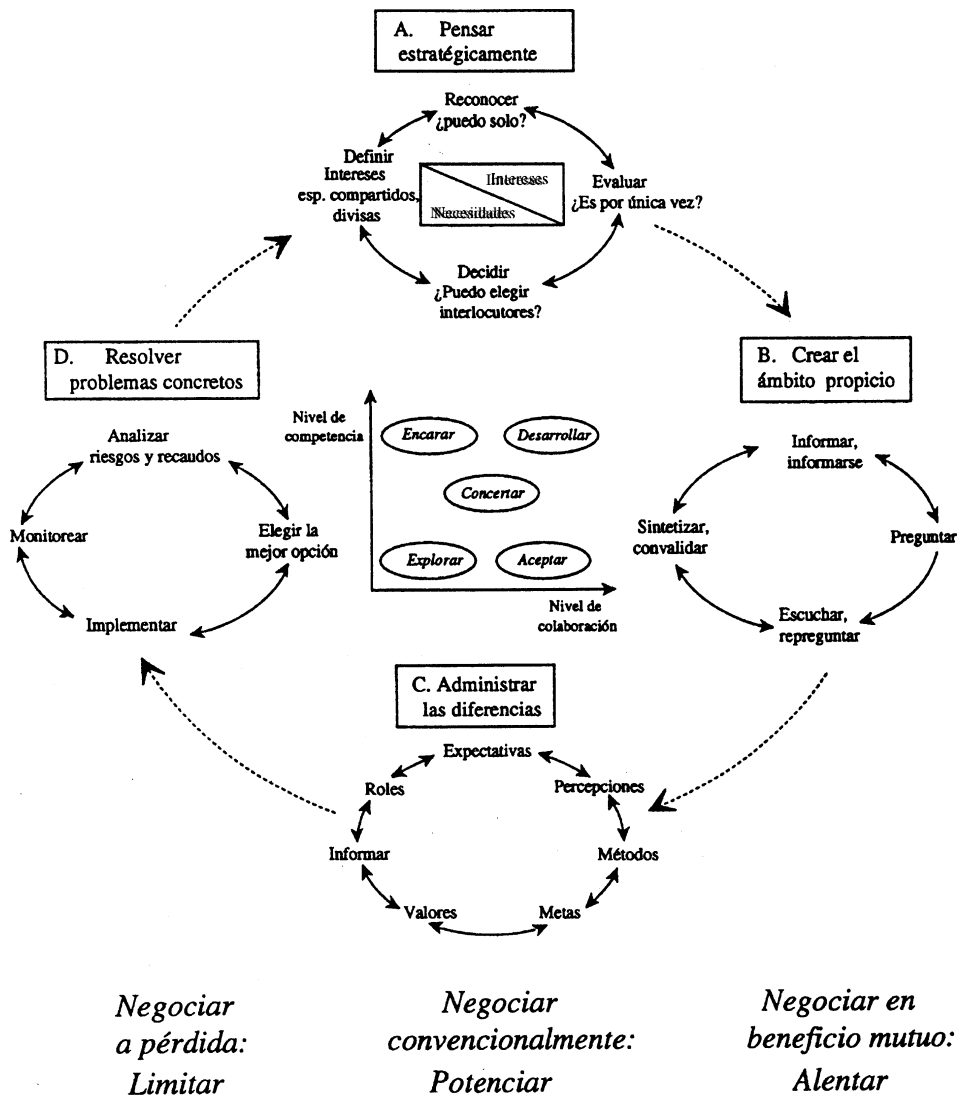 A. Pensar
estratégicamente
Reconocer
¿puedo solo?
Definir
Intereses
esp. compartidos,
divisas
Intereses
Necesidades
Evaluar
¿Es por única vez?
Decidir
¿Puedo elegir
interlocutores?
D. Resolver
problemas concretos
B. Crear el
ámbito propicio
Analizar
riesgos y recaudos
Monitorear
Elegir la
mejor opción
Implementar
Nivel de
competencia
Encarar
Desarrollar
Concertar
Explorar
Aceptar
Nivel de
colaboración
Informar,
informarse
Sintetizar,
convalidar
Preguntar
Escuchar,
repreguntar
C. Administrar
las diferencias
Expectativas
Roles
Percepciones
Informar
Métodos
Valores
Metas
Negociar
a pérdida:
Limitar
Negociar
convencionalmente:
Potenciar
Negociar en
beneficio mutuo:
Alentar